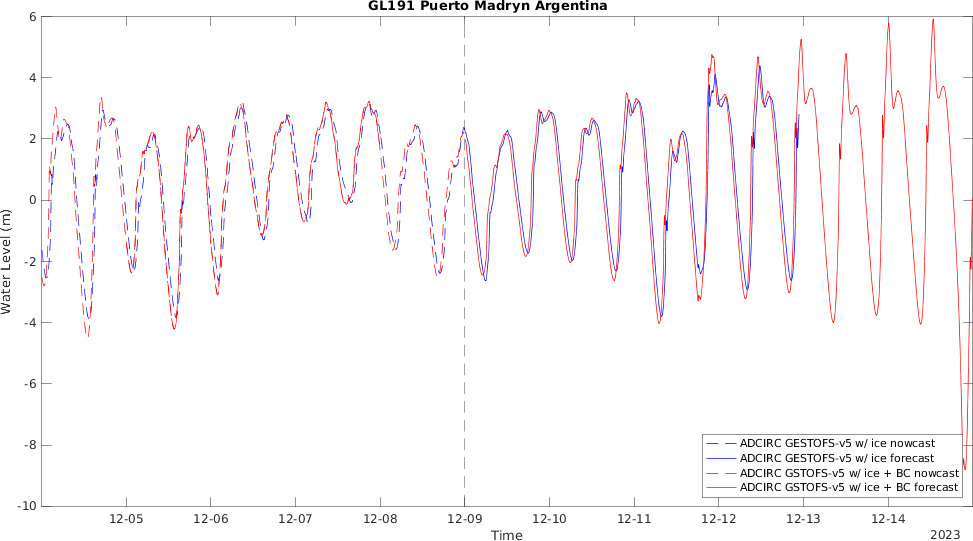 GL191 Puerto Madryn Argentina
6
4
2
0
-2
-4
-6
-8
-10
Water Level (m)
ADCIRC GESTOFS-v5 w/ ice nowcast
ADCIRC GESTOFS-v5 w/ ice forecast
ADCIRC GSTOFS-v5 w/ ice + BC nowcast
ADCIRC GSTOFS-v5 w/ ice + BC forecast
12-05 12-06 12-07 12-08 12-09 12-10 12-11 12-12 12-13 12-14
Time
2023